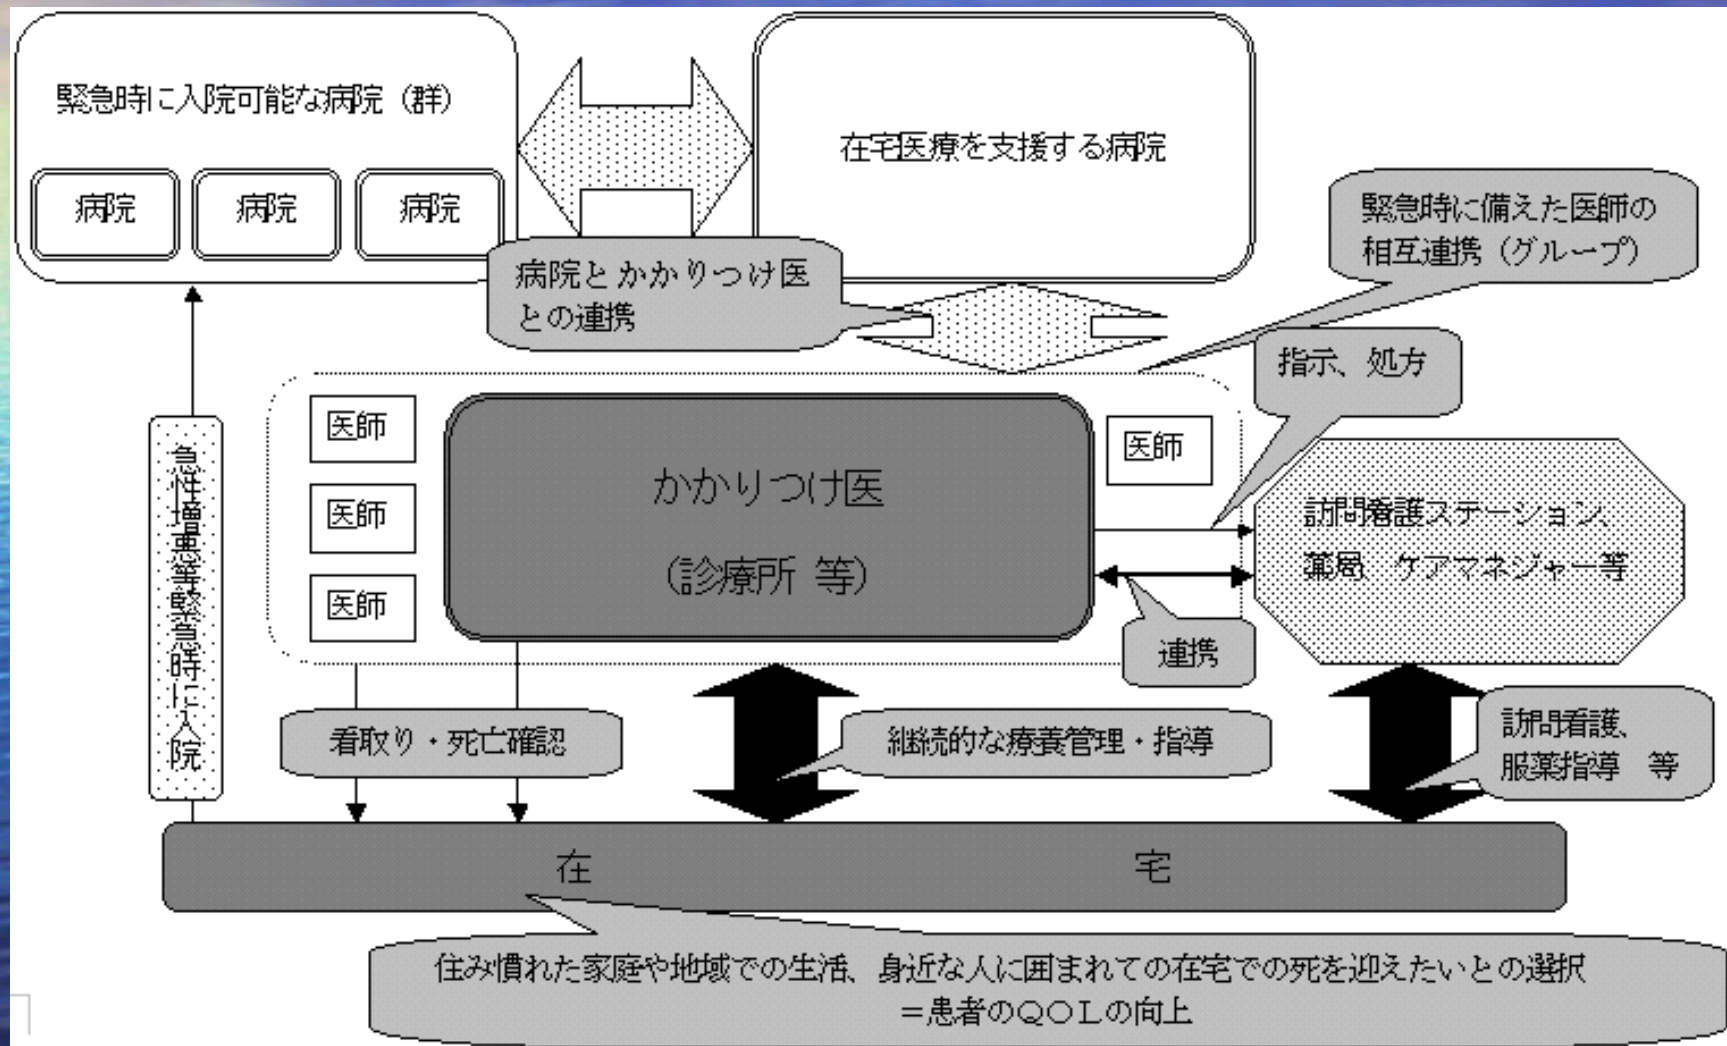 緊急時に入院可能な病院（群）
病院
病院
病院
在宅医療を支援する病院
緊急時に備えた医師の
相互連携（グループ）
病院とかかりつけ医
との連携
指示、処方
医師
医師
医師
かかりつけ医
（診療所 等）
医師
訪問看護ステーション、
薬局、ケアマネジャー等
連携
急性増悪等緊急時に入院
看取り・死亡確認
継続的な療養管理・指導
訪問看護、
服薬指導　等
在　宅
住み慣れた家庭や地域での生活、身近な人に囲まれての在宅での死を迎えたいとの選択
＝患者のＱＯＬの向上